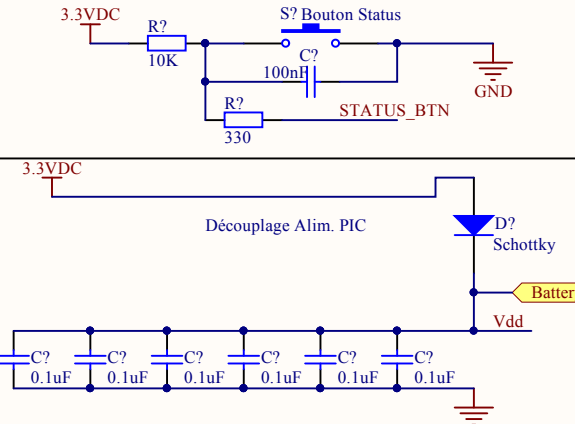 3.3VDC
S? Bouton Status
R?
10K
C?
100nF
GND
R?
STATUS_BTN
330
3.3VDC
Découplage Alim. PIC
D?
Schottky
Batter
Vdd
C?
0.1uF
C?
0.1uF
C?
0.1uF
C?
0.1uF
C?
0.1uF
C?
0.1uF